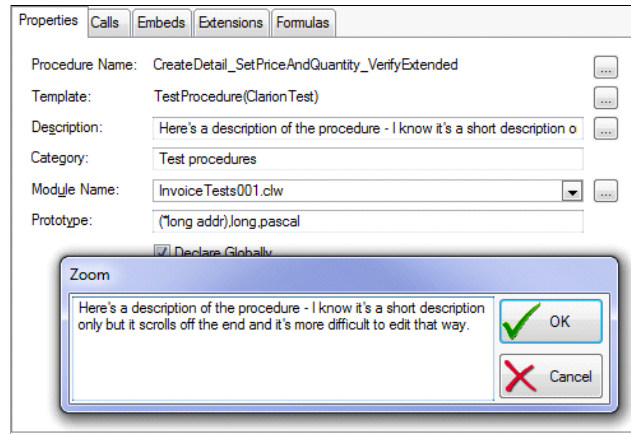 Properties Calls Embeds Extensions Formulas
Procedure Name: CreateDetail_SetPriceAndQuantity_VerifyExtended ...
Template: TestProcedure(ClarionTest) ...
Description: Here's a description of the procedure - I know it's a short description o ...
Category: Test procedures
Module Name: InvoiceTests001.clw ...
Prototype: (*long addr),long,pascal
Declare Globally
Zoom
Here's a description of the procedure - I know it's a short description
only but it scrolls off the end and it's more difficult to edit that way.
OK
Cancel